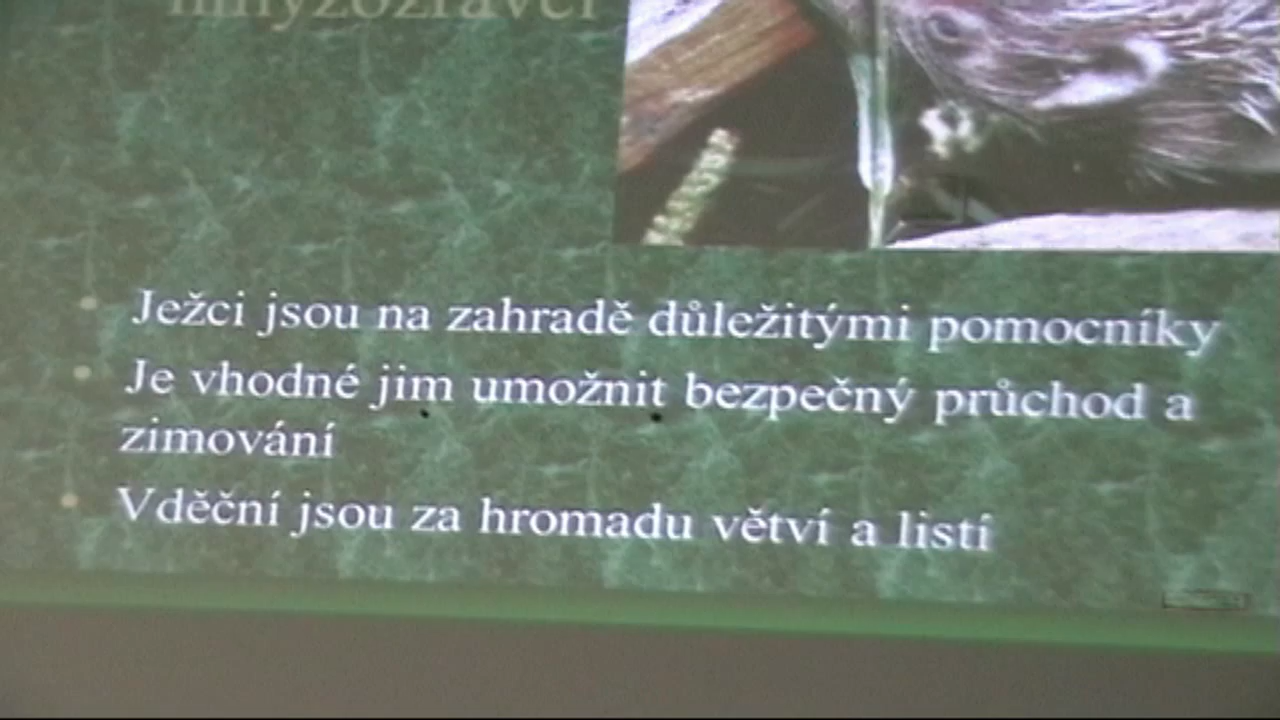 hmyzožravci
Ježci jsou na zahradě důležitými pomocníky
Je vhodné jim umožnit bezpečný průchod a
zimování
Vděční jsou za hromadu větví a listí